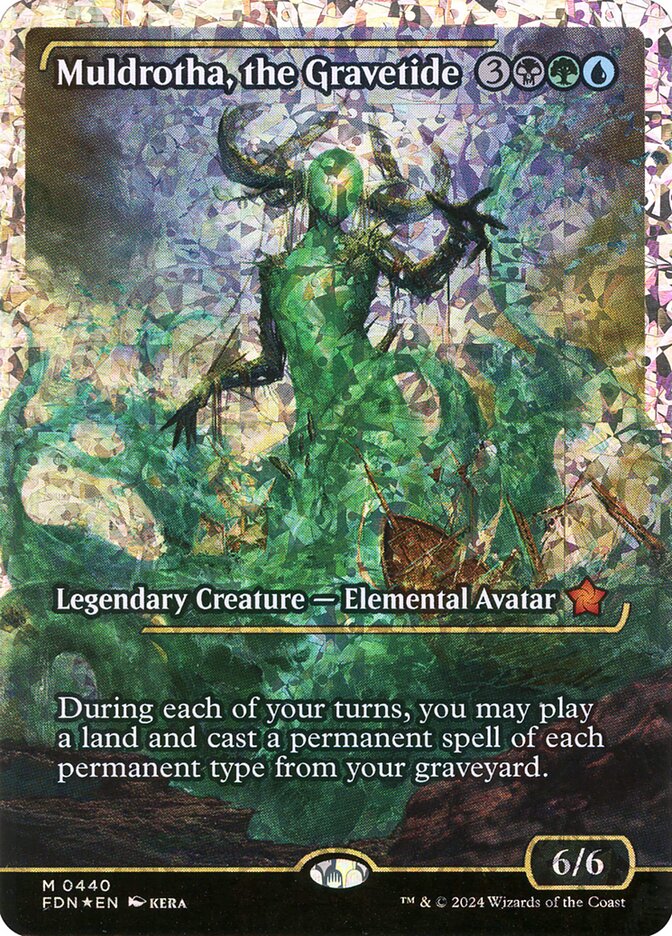 Muldrotha, the Gravetide 3
Legendary Creature — Elemental Avatar
During each of your turns, you may play
a land and cast a permanent spell of each
permanent type from your graveyard.
6/6
M 0440
FDN★EN KERA
™ & © 2024 Wizards of the Coast